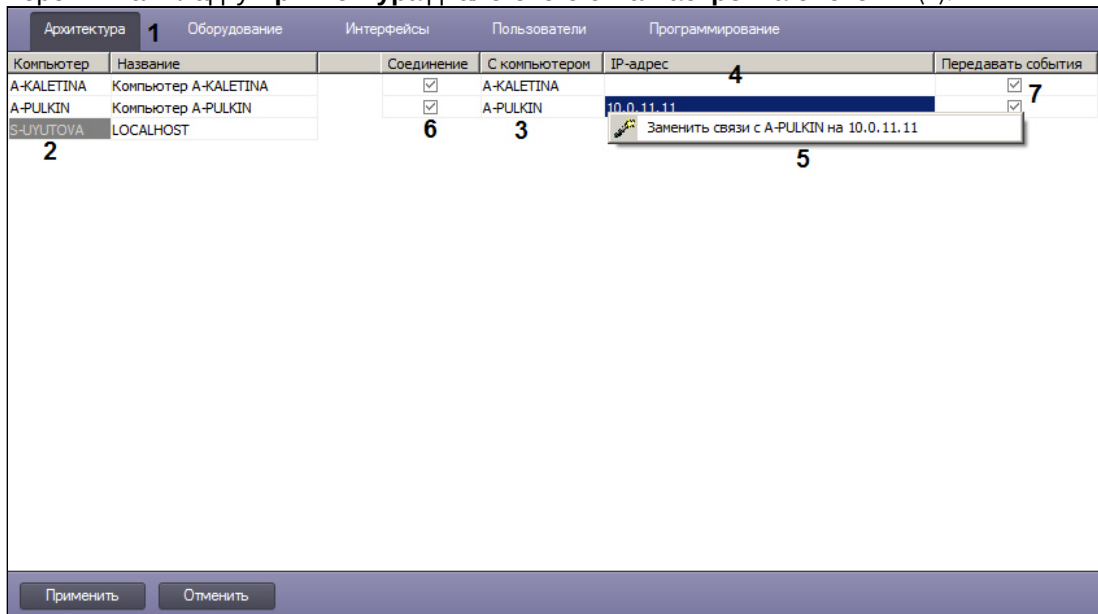 Архитектура 1 Оборудование Интерфейсы Пользователи Программирование
Компьютер Название Соединение С компьютером IP-адрес Передавать события
4
A-KALETINA Компьютер A-KALETINA A-KALETINA
7
A-PULKIN Компьютер A-PULKIN A-PULKIN 10.0.11.11
S-UYUTOVA LOCALHOST 6 3 Заменить связи с A-PULKIN на 10.0.11.11
2 5
Применить Отменить